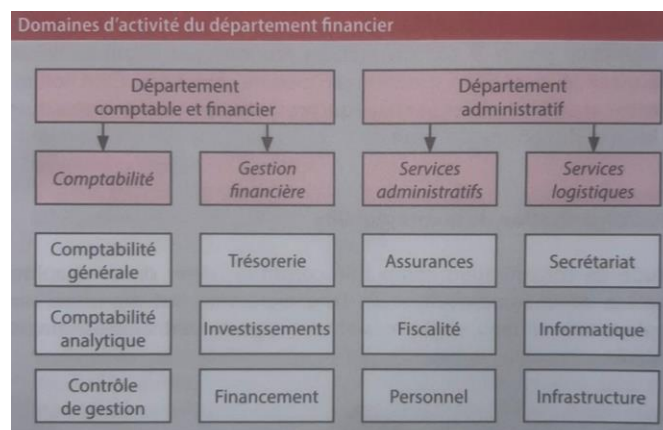 Domaines d'activité du département financier
Département
comptable et financier
Département
administratif
Comptabilité
Gestion
financière
Services
administratifs
Services
logistiques
Comptabilité
générale
Trésorerie
Assurances
Secrétariat
Comptabilité
analytique
Investissements
Fiscalité
Informatique
Contrôle
de gestion
Financement
Personnel
Infrastructure